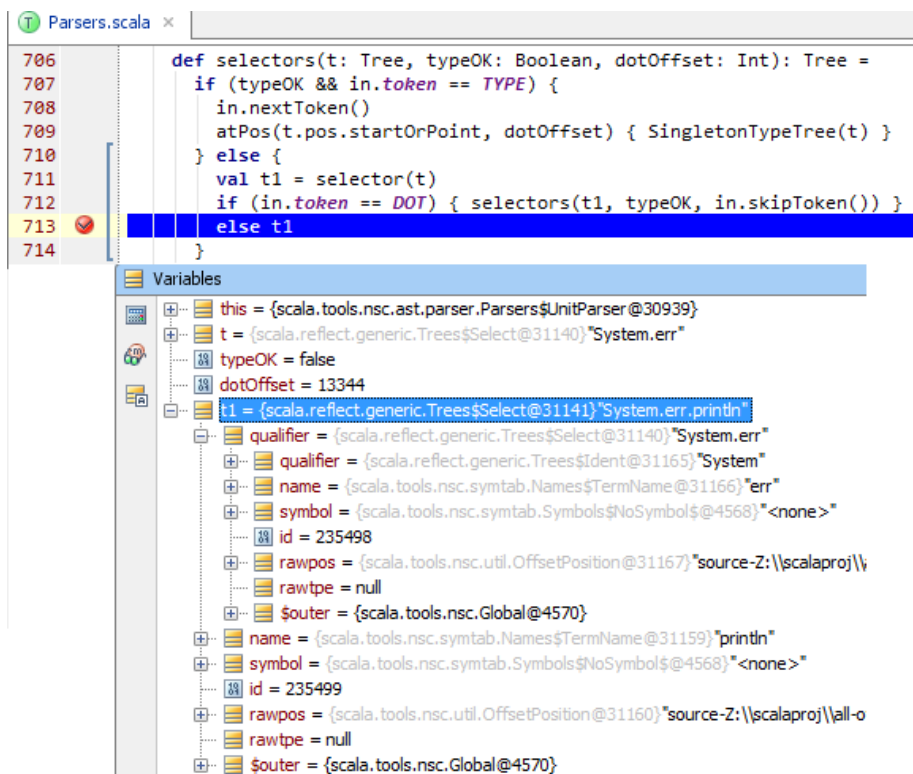 Parsers.scala
706 def selectors(t: Tree, typeOK: Boolean, dotOffset: Int): Tree =
707 if (typeOK && in.token == TYPE) {
708 in.nextToken()
709 atPos(t.pos.startOrPoint, dotOffset) { SingletonTypeTree(t) }
710 } else {
711 val t1 = selector(t)
712 if (in.token == DOT) { selectors(t1, typeOK, in.skipToken()) }
713 else t1
714 }
Variables
this = {scala.tools.nsc.ast.parser.Parsers$UnitParser@30939}
t = {scala.reflect.generic.Trees$Select@31140}"System.err"
typeOK = false
dotOffset = 13344
t1 = {scala.reflect.generic.Trees$Select@31141}"System.err.println"
qualifier = {scala.reflect.generic.Trees$Select@31140}"System.err"
qualifier = {scala.reflect.generic.Trees$Ident@31165}"System"
name = {scala.tools.nsc.symtab.Names$TermName@31166}"err"
symbol = {scala.tools.nsc.symtab.Symbols$NoSymbol$@4568}"<none>"
id = 235498
rawpos = {scala.tools.nsc.util.OffsetPosition@31167}"source-Z:\\scalaproj\\
rawtpe = null
$outer = {scala.tools.nsc.Global@4570}
name = {scala.tools.nsc.symtab.Names$TermName@31159}"println"
symbol = {scala.tools.nsc.symtab.Symbols$NoSymbol$@4568}"<none>"
id = 235499
rawpos = {scala.tools.nsc.util.OffsetPosition@31160}"source-Z:\\scalaproj\\all-o
rawtpe = null
$outer = {scala.tools.nsc.Global@4570}